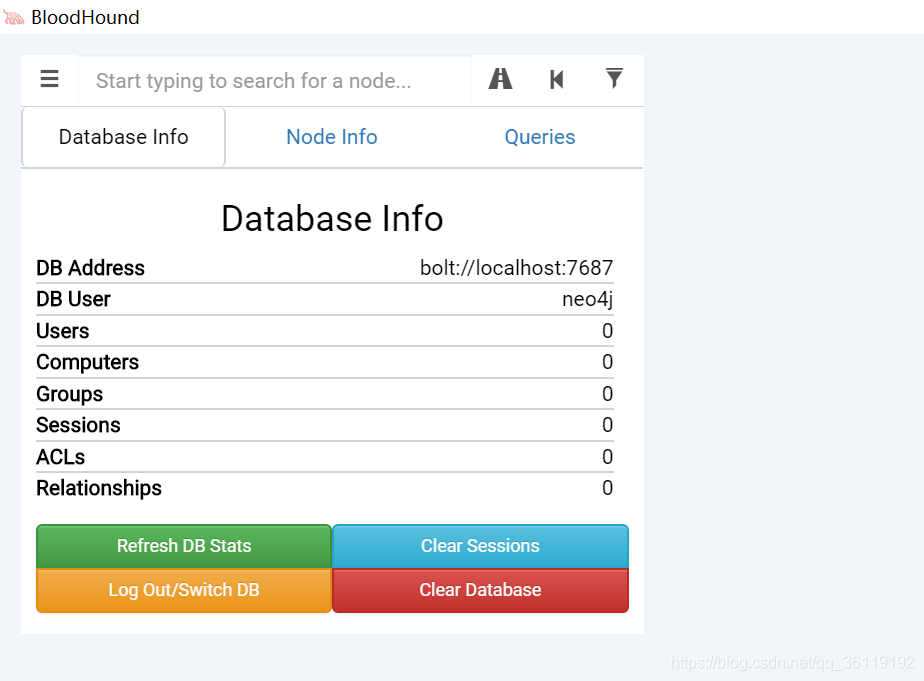 BloodHound
Start typing to search for a node...
Database Info Node Info Queries
Database Info
DB Address bolt://localhost:7687
DB User neo4j
Users 0
Computers 0
Groups 0
Sessions 0
ACLs 0
Relationships 0
Refresh DB Stats Clear Sessions
Log Out/Switch DB Clear Database
https://blog.csdn.net/qq_36119192